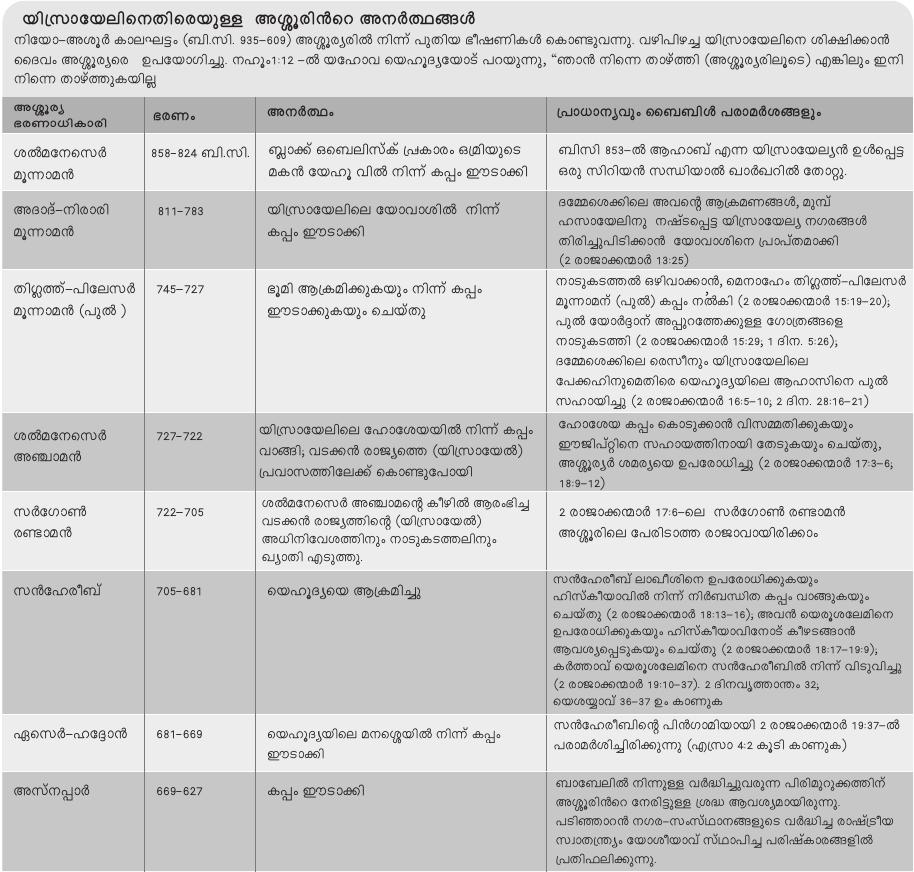 യിസ്രായേലിനെതിരെയുള്ള അശ്ശൂരിൻറെ അനർത്ഥങ്ങൾ
നിയോ-അശൂർ കാലഘട്ടം (ബി.സി. 935-609) അശ്ശൂര്യരിൽ നിന്ന് പുതിയ ഭീഷണികൾ കൊണ്ടുവന്നു. വഴിപിഴച്ച യിസ്രായേലിനെ ശിക്ഷിക്കാൻ
ദൈവം അശ്ശൂര്യരെ ഉപയോഗിച്ചു. നഹൂം1:12 -ൽ യഹോവ യെഹൂദ്യയോട് പറയുന്നു, “ഞാൻ നിന്നെ താഴ്ത്തി (അശ്ശൂര്യരിലൂടെ) എങ്കിലും ഇനി
നിന്നെ താഴ്ത്തുകയില്ല
അശ്ശൂര്യ
ഭരണാധികാരി
ഭരണം
അനർത്ഥം
പ്രാധാന്യവും ബൈബിൾ പരാമർശങ്ങളും
ശൽമനേസെർ
മൂന്നാമൻ
858-824 ബി.സി.
ബ്ലാക്ക് ഒബെലിസ്ക് പ്രകാരം ഒമ്രിയുടെ
മകൻ യേഹൂ വിൽ നിന്ന് കപ്പം ഈടാക്കി
ബിസി 853-ൽ ആഹാബ് എന്ന യിസ്രായേല്യൻ ഉൾപ്പെട്ട
ഒരു സിറിയൻ സന്ധിയാൽ ഖാർഖറിൽ തോറ്റു.
അദാദ്-നിരാരി
മൂന്നാമൻ
811-783
യിസ്രായേലിലെ യോവാശിൽ നിന്ന്
കപ്പം ഈടാക്കി
ദമ്മേശെക്കിലെ അവന്റെ ആക്രമണങ്ങൾ, മുമ്പ്
ഹസായേലിനു നഷ്ടപ്പെട്ട യിസ്രായേല്യ നഗരങ്ങൾ
തിരിച്ചുപിടിക്കാൻ യോവാശിനെ പ്രാപ്തമാക്കി
(2 രാജാക്കന്മാർ 13:25)
തിഗ്ലത്ത്-പിലേസർ
മൂന്നാമൻ (പുൽ )
745-727
ഭൂമി ആക്രമിക്കുകയും നിന്ന് കപ്പം
ഈടാക്കുകയും ചെയ്തു
നാടുകടത്തൽ ഒഴിവാക്കാൻ, മെനാഹേം തിഗ്ലത്ത്-പിലേസർ
മൂന്നാമന് (പുൽ) കപ്പം നൽകി (2 രാജാക്കന്മാർ 15:19-20);
പുൽ യോർദ്ദാന് അപ്പുറത്തേക്കുള്ള ഗോത്രങ്ങളെ
നാടുകടത്തി (2 രാജാക്കന്മാർ 15:29; 1 ദിന. 5:26);
ദമ്മേശെക്കിലെ രെസീനും യിസ്രായേലിലെ
പേക്കഹിനുമെതിരെ യെഹൂദ്യയിലെ ആഹാസിനെ പുൽ
സഹായിച്ചു (2 രാജാക്കന്മാർ 16:5-10; 2 ദിന. 28:16-21)
ശൽമനേസെർ
അഞ്ചാമൻ
727-722
യിസ്രായേലിലെ ഹോശേയയിൽ നിന്ന് കപ്പം
വാങ്ങി; വടക്കൻ രാജ്യത്തെ (യിസ്രായേൽ)
പ്രവാസത്തിലേക്ക് കൊണ്ടുപോയി
ഹോശേയ കപ്പം കൊടുക്കാൻ വിസമ്മതിക്കുകയും
ഈജിപ്റ്റിനെ സഹായത്തിനായി തേടുകയും ചെയ്തു,
അശ്ശൂര്യർ ശമര്യയെ ഉപരോധിച്ചു (2 രാജാക്കന്മാർ 17:3-6;
18:9-12)
സർഗോൺ
രണ്ടാമൻ
722-705
ശൽമനേസെർ അഞ്ചാമന്റെ കീഴിൽ ആരംഭിച്ച
വടക്കൻ രാജ്യത്തിന്റെ (യിസ്രായേൽ)
അധിനിവേശത്തിനും നാടുകടത്തലിനും
ഖ്യാതി എടുത്തു.
2 രാജാക്കന്മാർ 17:6-ലെ സർഗോൺ രണ്ടാമൻ
അശ്ശൂരിലെ പേരിടാത്ത രാജാവായിരിക്കാം
സൻഹേരീബ്
705-681
യെഹൂദ്യയെ ആക്രമിച്ചു
സൻഹേരീബ് ലാഖീശിനെ ഉപരോധിക്കുകയും
ഹിസ്കീയാവിൽ നിന്ന് നിർബന്ധിത കപ്പം വാങ്ങുകയും
ചെയ്തു (2 രാജാക്കന്മാർ 18:13-16); അവൻ യെരൂശലേമിനെ
ഉപരോധിക്കുകയും ഹിസ്കീയാവിനോട് കീഴടങ്ങാൻ
ആവശ്യപ്പെടുകയും ചെയ്തു (2 രാജാക്കന്മാർ 18:17-19:9);
കർത്താവ് യെരൂശലേമിനെ സൻഹേരീബിൽ നിന്ന് വിടുവിച്ചു
(2 രാജാക്കന്മാർ 19:10-37). 2 ദിനവൃത്താന്തം 32;
യെശയ്യാവ് 36-37 ഉം കാണുക
ഏസെർ-ഹദ്ദോൻ
681-669
യെഹൂദ്യയിലെ മനശ്ശെയിൽ നിന്ന് കപ്പം
ഈടാക്കി
സൻഹേരീബിന്റെ പിൻഗാമിയായി 2 രാജാക്കന്മാർ 19:37-ൽ
പരാമർശിച്ചിരിക്കുന്നു (എസ്രാ 4:2 കൂടി കാണുക)
അസ്നപ്പാർ
669-627
കപ്പം ഈടാക്കി
ബാബേലിൽ നിന്നുള്ള വർദ്ധിച്ചുവരുന്ന പിരിമുറുക്കത്തിന്
അശ്ശൂരിൻറെ നേരിട്ടുള്ള ശ്രദ്ധ ആവശ്യമായിരുന്നു.
പടിഞ്ഞാറൻ നഗര-സംസ്ഥാനങ്ങളുടെ വർദ്ധിച്ച രാഷ്ട്രീയ
സ്വാതന്ത്ര്യം യോശീയാവ് സ്ഥാപിച്ച പരിഷ്കാരങ്ങളിൽ
പ്രതിഫലിക്കുന്നു.